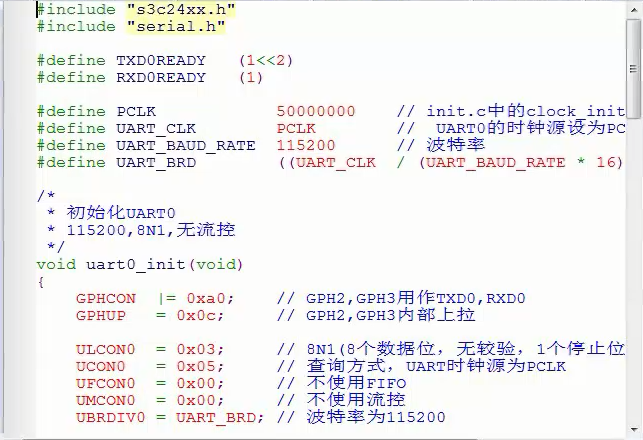 #include "s3c24xx.h"
#include "serial.h"
#define TXD0READY (1<<2)
#define RXD0READY (1)
#define PCLK 50000000 // init.c中的clock_init
#define UART_CLK PCLK // UART0的时钟源设为PC
#define UART_BAUD_RATE 115200 // 波特率
#define UART_BRD ((UART_CLK / (UART_BAUD_RATE * 16)
/*
* 初始化UART0
* 115200,8N1,无流控
*/
void uart0_init(void)
{
GPHCON |= 0xa0; // GPH2,GPH3用作TXD0,RXD0
GPHUP = 0x0c; // GPH2,GPH3内部上拉
ULCON0 = 0x03; // 8N1(8个数据位，无较验，1个停止位
UCON0 = 0x05; // 查询方式，UART时钟源为PCLK
UFCON0 = 0x00; // 不使用FIFO
UMCON0 = 0x00; // 不使用流控
UBRDIV0 = UART_BRD; // 波特率为115200